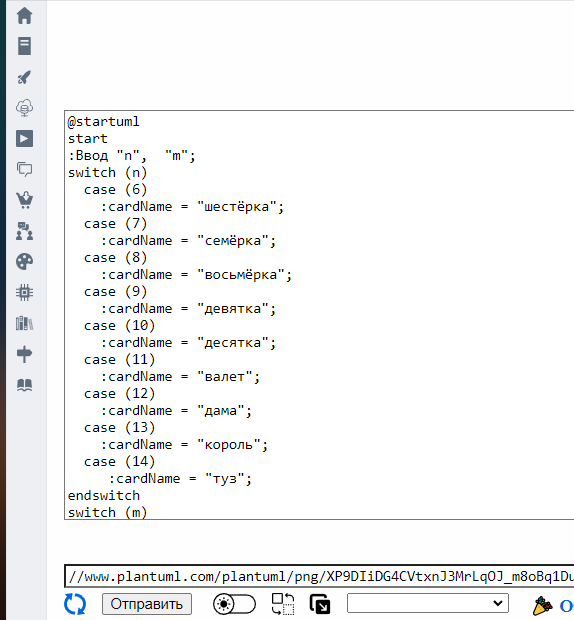 @startuml
start
:Ввод "n",  "m";
switch (n)
  case (6)
    :cardName = "шестёрка";
  case (7)
    :cardName = "семёрка";
  case (8)
    :cardName = "восьмёрка";
  case (9)
    :cardName = "девятка";
  case (10)
    :cardName = "десятка";
  case (11)
    :cardName = "валет";
  case (12)
    :cardName = "дама";
  case (13)
    :cardName = "король";
  case (14)
     :cardName = "туз";
endswitch
switch (m)
//www.plantuml.com/plantuml/png/XP9DIiDG4CVtxnJ3MrLqOJ_m8oBq1Du
Отправить